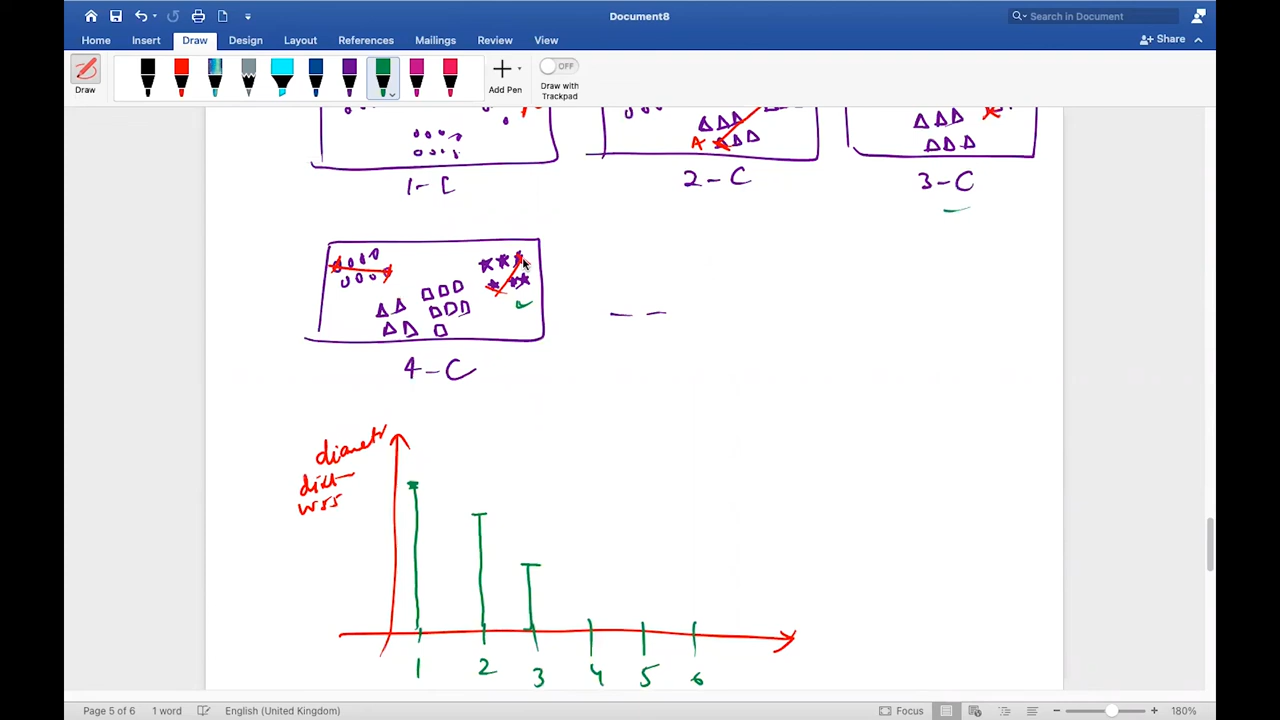 Document8
Search in Document
Home Insert Draw Design Layout References Mailings Review View
Share
Draw
Add Pen
OFF
Draw with
Trackpad
A
1-C
2-C
3-C
4-C
diametr
dist
wss
1 2 3 4 5 6
Page 5 of 6
1 word
English (United Kingdom)
Focus
180%